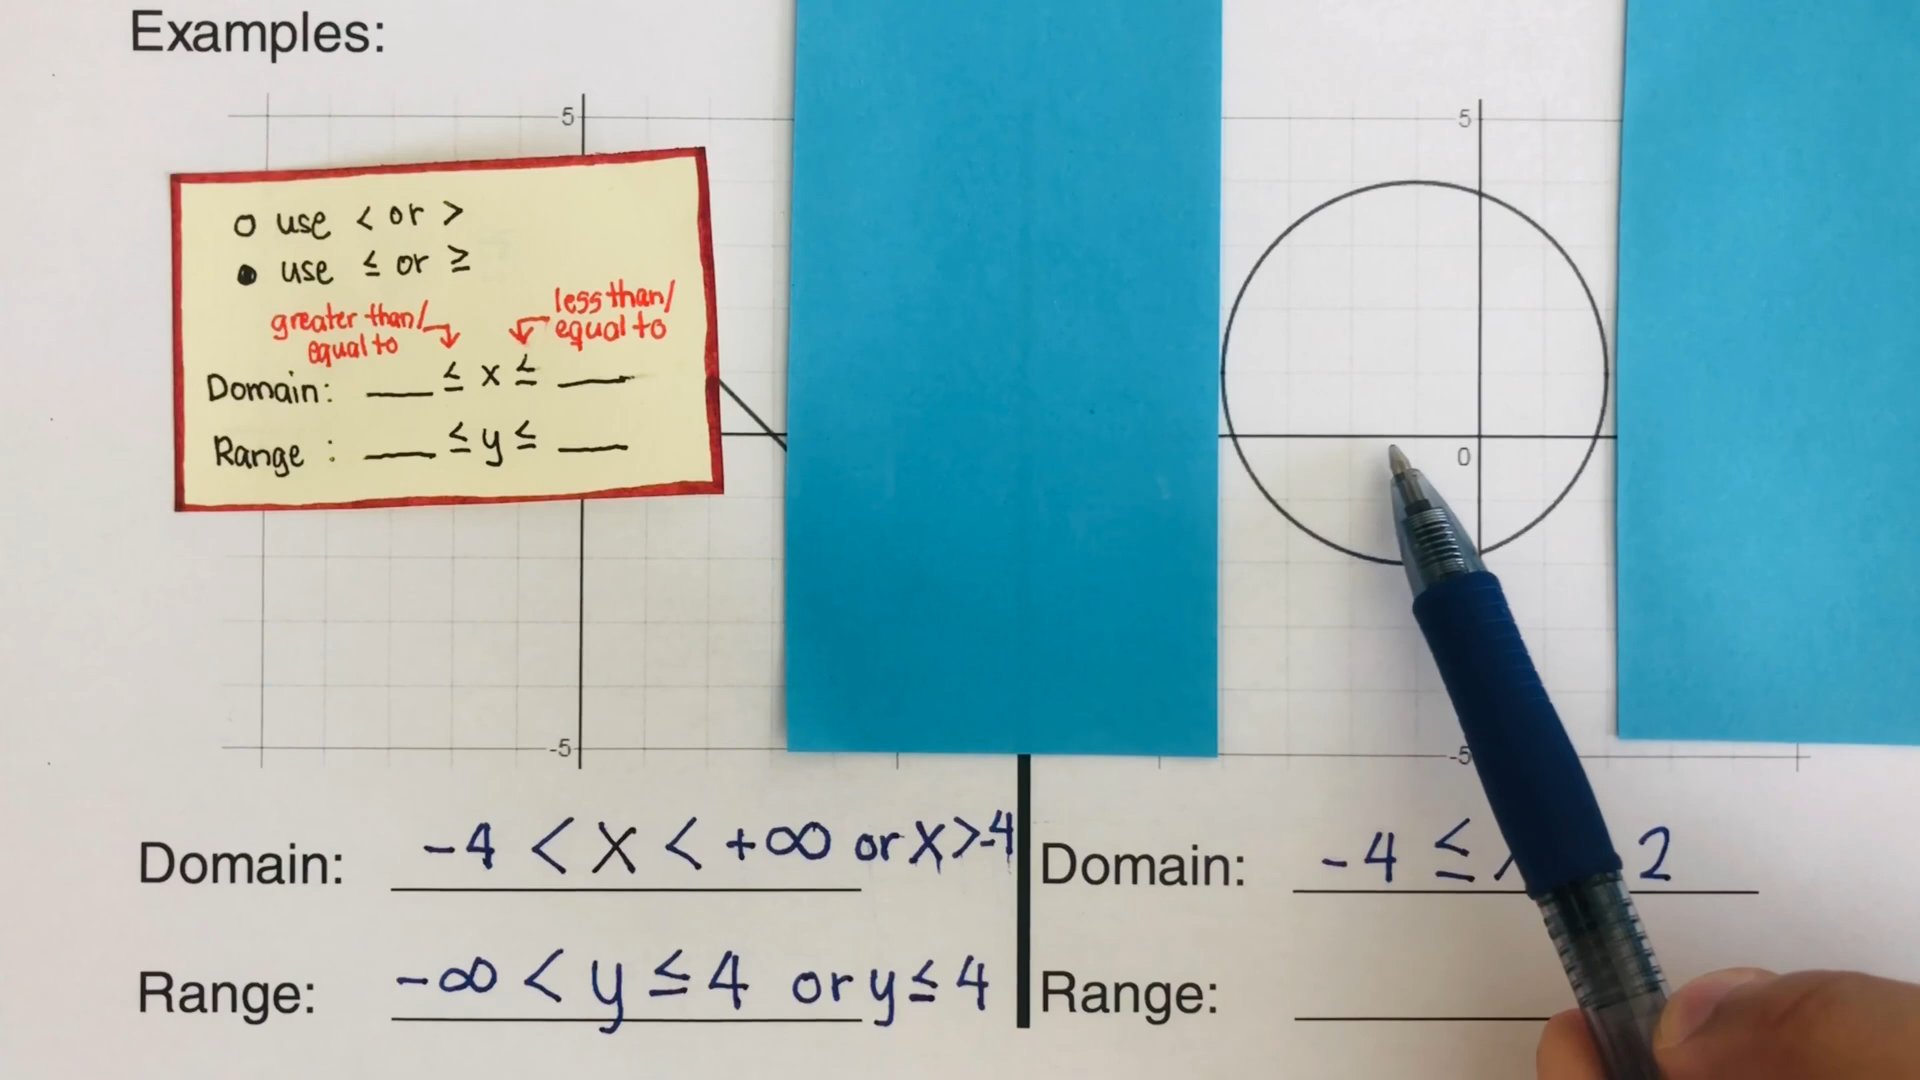 Examples:
5
5
O use < or >
● use ≤ or ≥
greater than/
equal to
less than/
equal to
Domain: ___ ≤ x ≤ ___
Range : ___ ≤ y ≤ ___
0
-5
-5
Domain: -4 < x < +∞ or x>-4
Domain: -4 ≤ x 2
Range: -∞ < y ≤ 4 or y ≤ 4
Range: